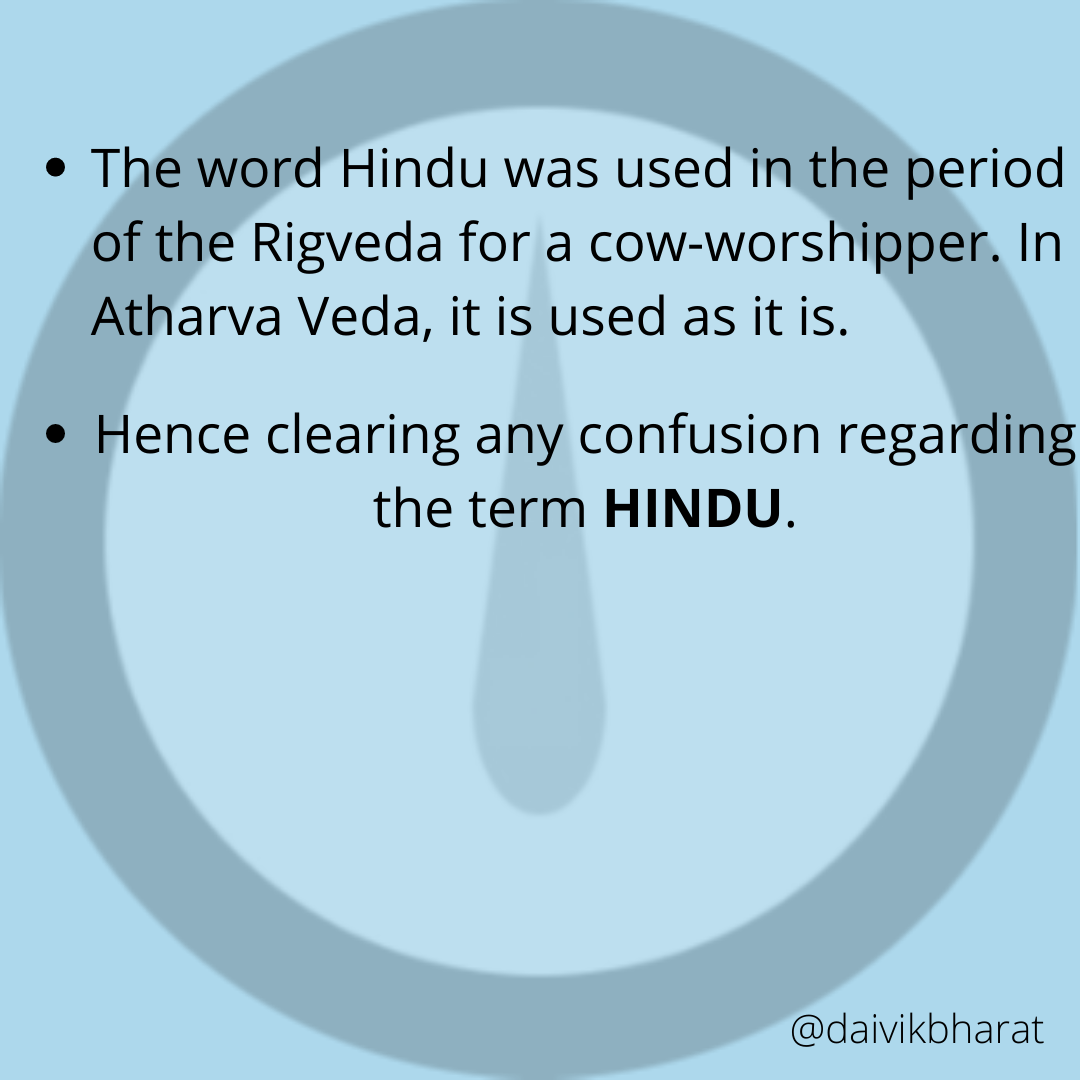 • The word Hindu was used in the period
of the Rigveda for a cow-worshipper. In
Atharva Veda, it is used as it is.
• Hence clearing any confusion regarding
the term HINDU.
@daivikbharat